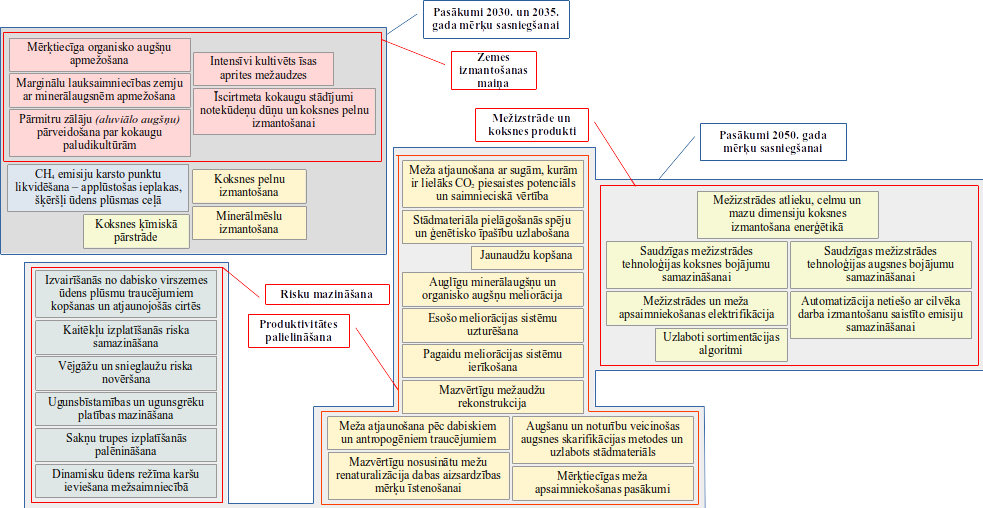 Pasākumi 2030. un 2035.
gada mērķu sasniegšanai
Mērķtiecīga organisko augšņu
apmežošana
Marginālu lauksaimniecības zemju
ar minerālaugsnēm apmežošana
Pārmitru zālāju (aluviālo augšņu)
pārveidošana par kokaugu
paludikultūrām
Intensīvi kultivēts īsas
aprites mežaudzes
Īscirtmeta kokaugu stādījumi
notekūdeņu dūņu un koksnes pelnu
izmantošanai
Zemes
izmantošanas
maiņa
CH₄ emisiju karsto punktu
likvidēšana – applūstošas ieplakas,
šķēršļi ūdens plūsmas ceļā
Koksnes pelnu
izmantošana
Minerālmēslu
izmantošana
Koksnes ķīmiskā
pārstrāde
Mežizstrāde un
koksnes produkti
Pasākumi 2050. gada
mērķu sasniegšanai
Meža atjaunošana ar sugām, kurām
ir lielāks CO₂ piesaistes potenciāls
un saimnieciskā vērtība
Stādmateriāla pielāgošanās spēju
un ģenētisko īpašību uzlabošana
Jaunaudžu kopšana
Auglīgu minerālaugšņu un
organisko augšņu meliorācija
Esošo meliorācijas sistēmu
uzturēšana
Pagaidu meliorācijas sistēmu
ierīkošana
Mazvērtīgu mežaudžu
rekonstrukcija
Meža atjaunošana pēc dabiskiem
un antropogēniem traucējumiem
Augšanu un noturību veicinošas
augsnes skarifikācijas metodes un
uzlabots stādmateriāls
Mazvērtīgu nosusinātu mežu
renaturalizācija dabas aizsardzības
mērķu īstenošanai
Mērķtiecīgas meža
apsaimniekošanas pasākumi
Mežizstrādes atlieku, celmu un
mazu dimensiju koksnes
izmantošana enerģētikā
Saudzīgas mežizstrādes
tehnoloģijas koksnes bojājumu
samazināšanai
Saudzīgas mežizstrādes
tehnoloģijas augsnes bojājumu
samazināšanai
Mežizstrādes un meža
apsaimniekošanas elektrifikācija
Automatizācija netiešo ar cilvēka
darba izmantošanu saistīto emisiju
samazināšanai
Uzlaboti sortimentācijas
algoritmi
Risku mazināšana
Produktivitātes
palielināšana
Izvairīšanās no dabisko virszemes
ūdens plūsmu traucējumiem
kopšanas un atjaunojošās cirtēs
Kaitēkļu izplatīšanās riska
samazināšana
Vējgāžu un snieglaužu riska
novēršana
Ugunsbīstamības un ugunsgrēku
platības mazināšana
Sakņu trupes izplatīšanās
palēnināšana
Dinamisku ūdens režīma karšu
ieviešana mežsaimniecībā